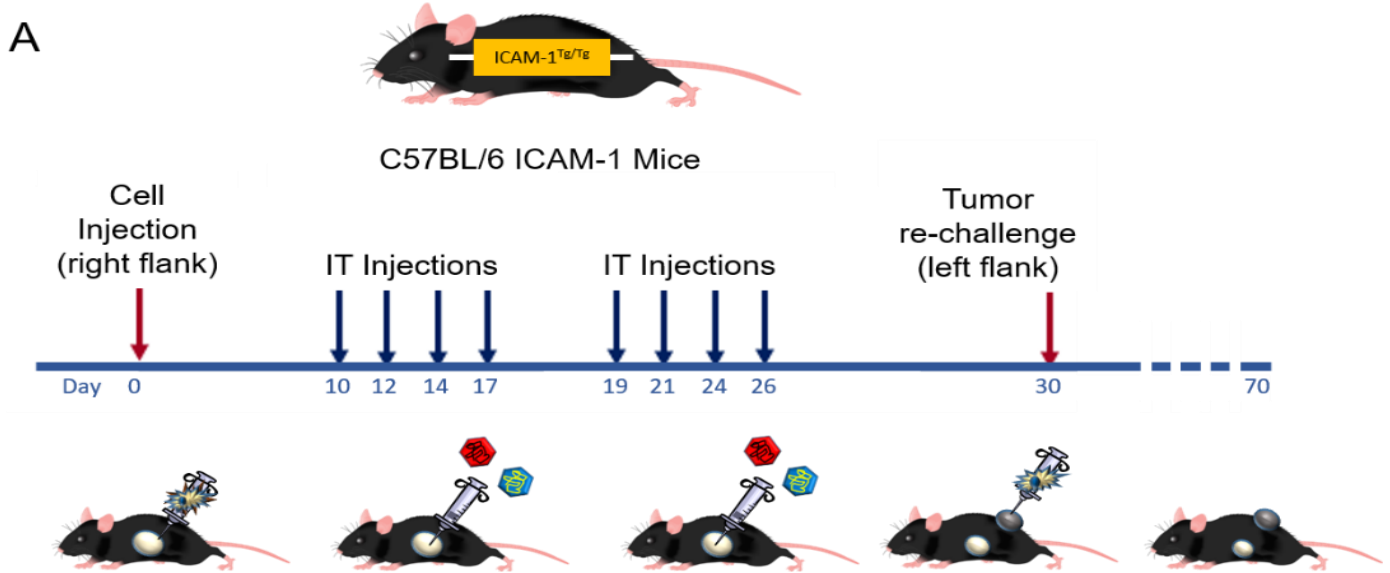 A
ICAM-1Tg/Tg
C57BL/6 ICAM-1 Mice
Cell
Injection
(right flank)
IT Injections
IT Injections
Tumor
re-challenge
(left flank)
Day 0 10 12 14 17 19 21 24 26 30 70